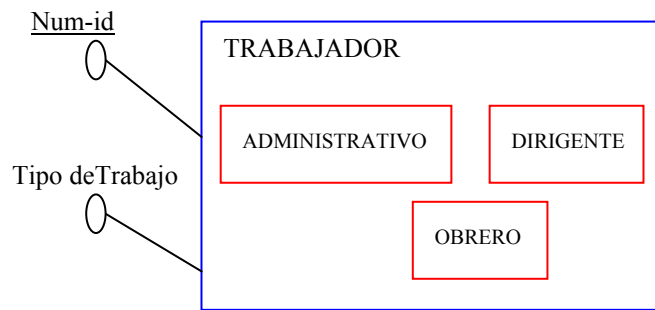 Num-id
TRABAJADOR
ADMINISTRATIVO
DIRIGENTE
Tipo deTrabajo
OBRERO